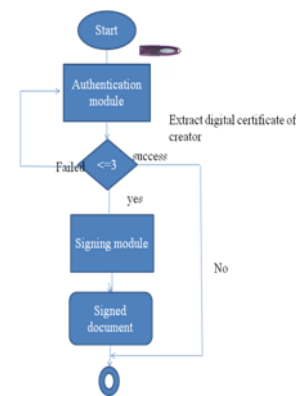 Start
Authentication
module
Extract digital certificate of
creator
<=3
success
Failed
yes
Signing module
No
Signed
document